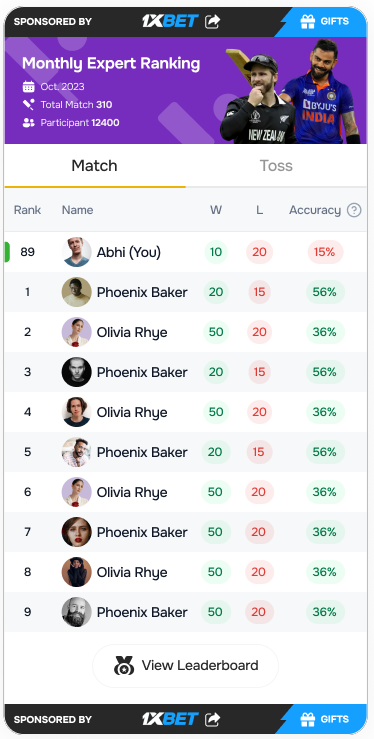 SPONSORED BY 1XBET GIFTS
Monthly Expert Ranking
Oct, 2023
Total Match 310
Participant 12400
NEW ZEALAND
BYJU'S
INDIA
Match Toss
Rank Name W L Accuracy ?
89 Abhi (You) 10 20 15%
1 Phoenix Baker 20 15 56%
2 Olivia Rhye 50 20 36%
3 Phoenix Baker 20 15 56%
4 Olivia Rhye 50 20 36%
5 Phoenix Baker 20 15 56%
6 Olivia Rhye 50 20 36%
7 Phoenix Baker 50 20 36%
8 Olivia Rhye 50 20 36%
9 Phoenix Baker 50 20 36%
View Leaderboard
SPONSORED BY 1XBET GIFTS